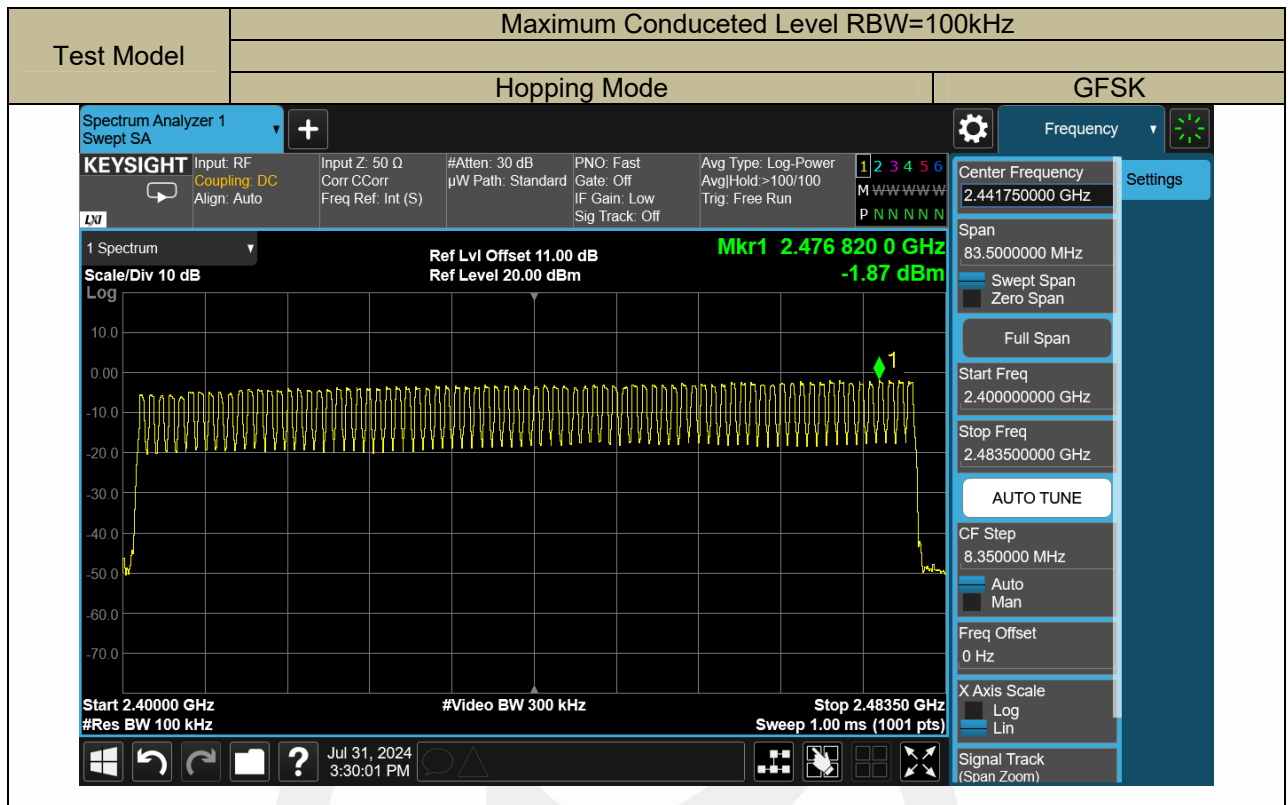 Test Model
Maximum Conduceted Level RBW=100kHz
Hopping Mode
GFSK
Spectrum Analyzer 1
Swept SA
+
Frequency
KEYSIGHT
LXI
Input: RF
Coupling: DC
Align: Auto
Input Z: 50 Ω
Corr CCorr
Freq Ref: Int (S)
#Atten: 30 dB
µW Path: Standard
PNO: Fast
Gate: Off
IF Gain: Low
Sig Track: Off
Avg Type: Log-Power
Avg|Hold:>100/100
Trig: Free Run
1 2 3 4 5 6
M W W W W W
P N N N N N
1 Spectrum
Scale/Div 10 dB
Log
Ref Lvl Offset 11.00 dB
Ref Level 20.00 dBm
Mkr1 2.476 820 0 GHz
-1.87 dBm
1
10.0
0.00
-10.0
-20.0
-30.0
-40.0
-50.0
-60.0
-70.0
Start 2.40000 GHz
#Res BW 100 kHz
#Video BW 300 kHz
Stop 2.48350 GHz
Sweep 1.00 ms (1001 pts)
Center Frequency
2.441750000 GHz
Settings
Span
83.5000000 MHz
Swept Span
Zero Span
Full Span
Start Freq
2.400000000 GHz
Stop Freq
2.483500000 GHz
AUTO TUNE
CF Step
8.350000 MHz
Auto
Man
Freq Offset
0 Hz
X Axis Scale
Log
Lin
Signal Track
(Span Zoom)
?
Jul 31, 2024
3:30:01 PM